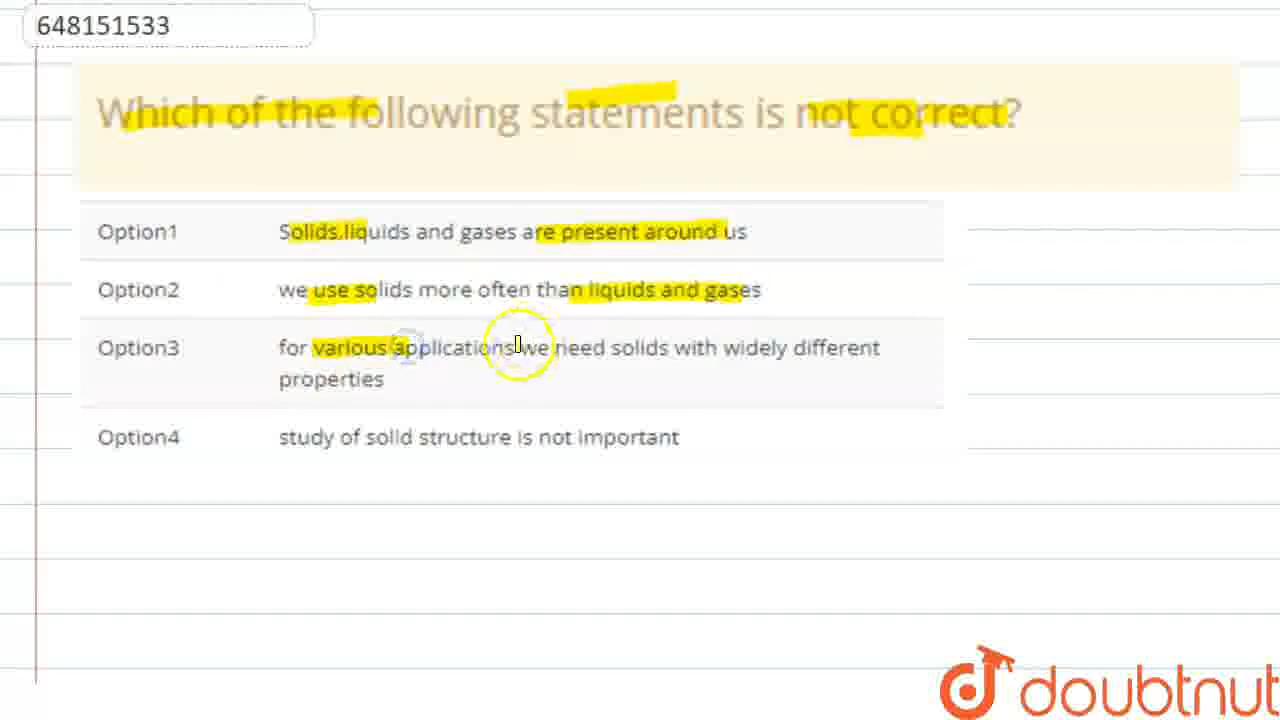 648151533
Which of the following statements is not correct?
Option1 Solids,liquids and gases are present around us
Option2 we use solids more often than liquids and gases
Option3 for various applications we need solids with widely different
properties
Option4 study of solid structure is not important
doubtnut